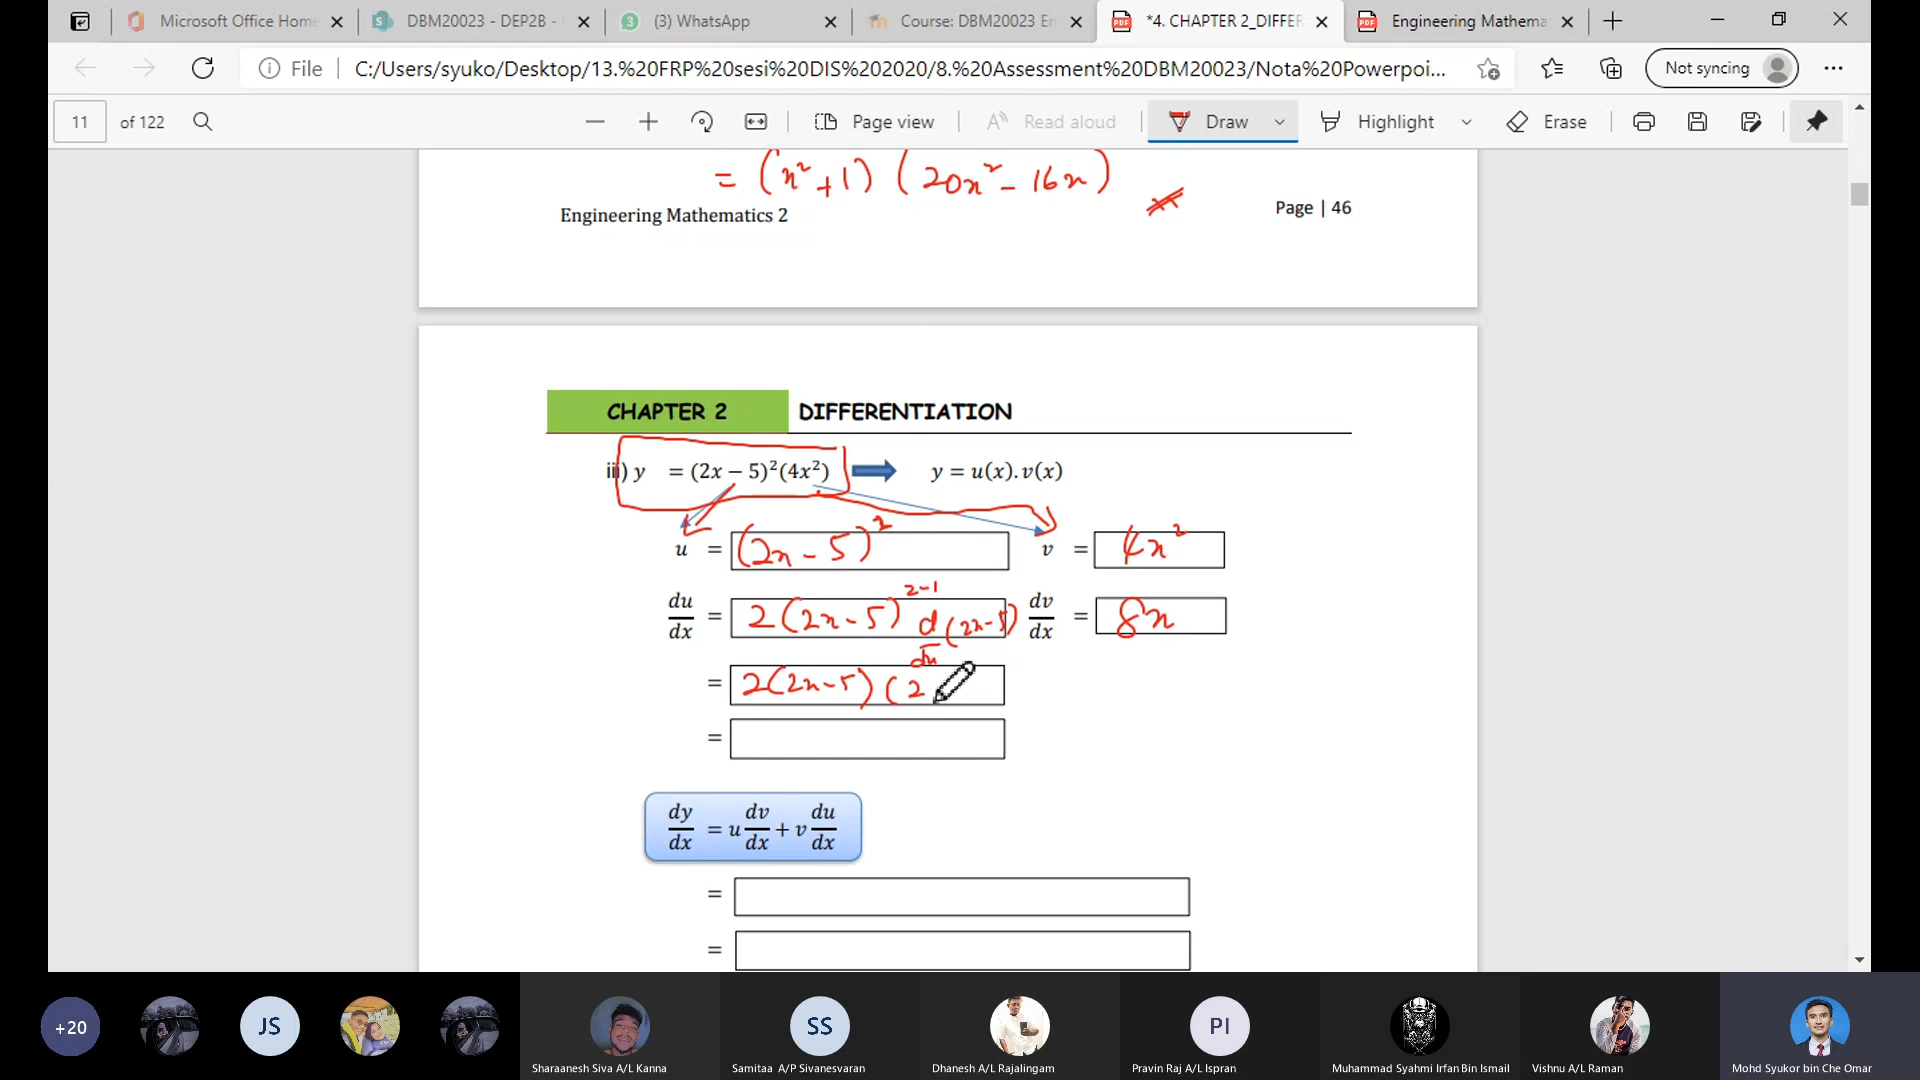 Microsoft Office Home
DBM20023 - DEP2B -
(3) WhatsApp
Course: DBM20023 En
*4. CHAPTER 2_DIFFER
Engineering Mathema
File
C:/Users/syuko/Desktop/13.%20FRP%20sesi%20DIS%202020/8.%20Assessment%20DBM20023/Nota%20Powerpoi...
Not syncing
11 of 122
Page view
Read aloud
Draw
Highlight
Erase
= (x²+1) (20x² - 16x)
Engineering Mathematics 2
Page | 46
CHAPTER 2 DIFFERENTIATION
iii) y = (2x − 5)²(4x²) y = u(x).v(x)
u = (2x - 5)² v = 4x²
du/dx = 2(2x-5)²⁻¹ d/dx (2x-5) dv/dx = 8x
= 2(2x-5)(2
=
dy/dx = u dv/dx + v du/dx
=
=
+20
JS
SS
PI
Sharaanesh Siva A/L Kanna
Samitaa A/P Sivanesvaran
Dhanesh A/L Rajalingam
Pravin Raj A/L Ispran
Muhammad Syahmi Irfan Bin Ismail
Vishnu A/L Raman
Mohd Syukor bin Che Omar